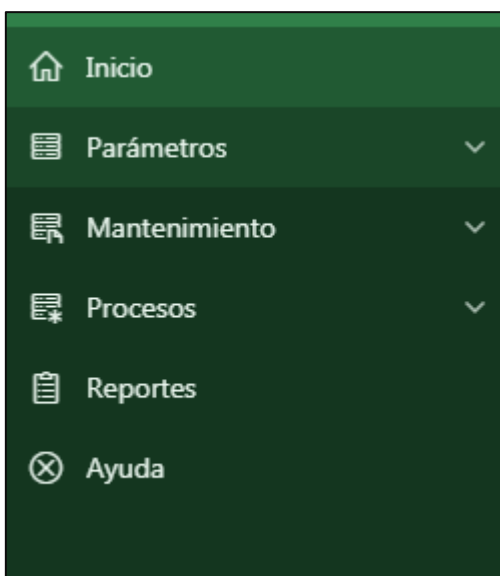 Inicio
Parámetros
Mantenimiento
Procesos
Reportes
Ayuda